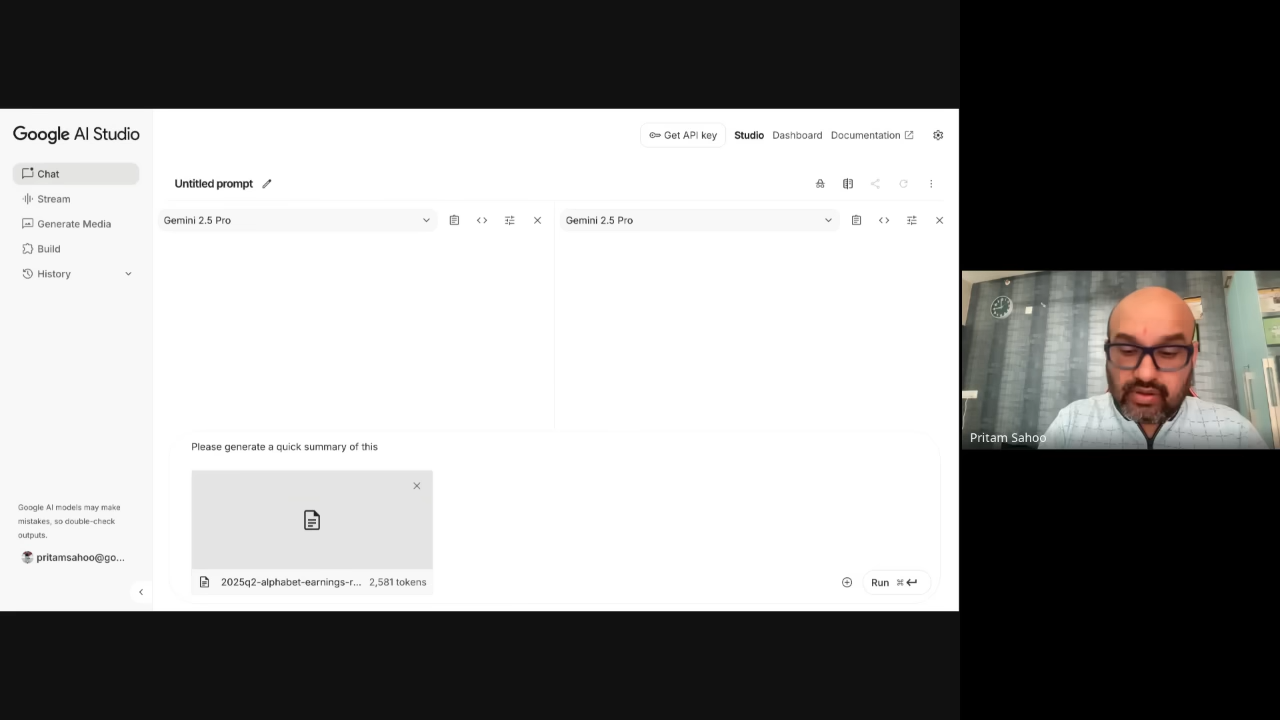 Google AI Studio
Get API key Studio Dashboard Documentation
Chat
Stream
Generate Media
Build
History
Untitled prompt
Gemini 2.5 Pro
Gemini 2.5 Pro
Please generate a quick summary of this
2025q2-alphabet-earnings-r... 2,581 tokens
Run ⌘↵
Google AI models may make
mistakes, so double-check
outputs.
pritamsahoo@go...
Pritam Sahoo